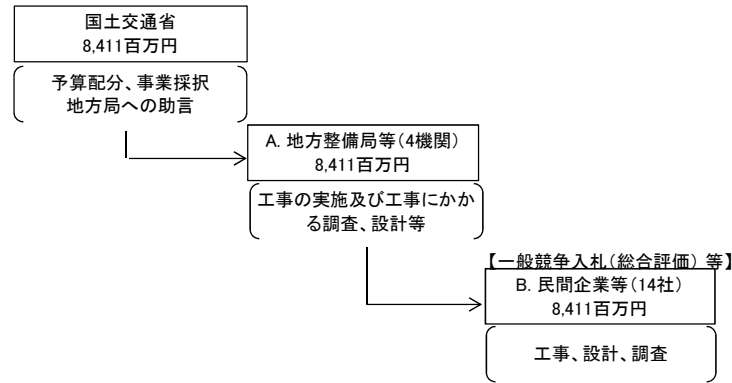 国土交通省
8,411百万円
予算配分、事業採択
地方局への助言
A. 地方整備局等(4機関)
8,411百万円
工事の実施及び工事にかか
る調査、設計等
【一般競争入札(総合評価) 等】
B. 民間企業等(14社)
8,411百万円
工事、設計、調査